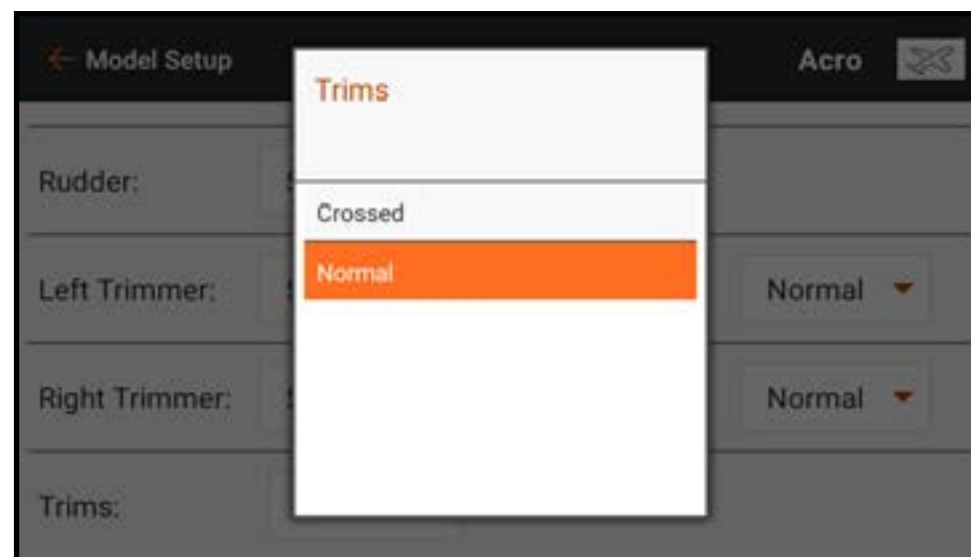 Model Setup
Acro
Trims
Rudder:
Crossed
Normal
Left Trimmer:
Normal
Right Trimmer:
Normal
Trims: